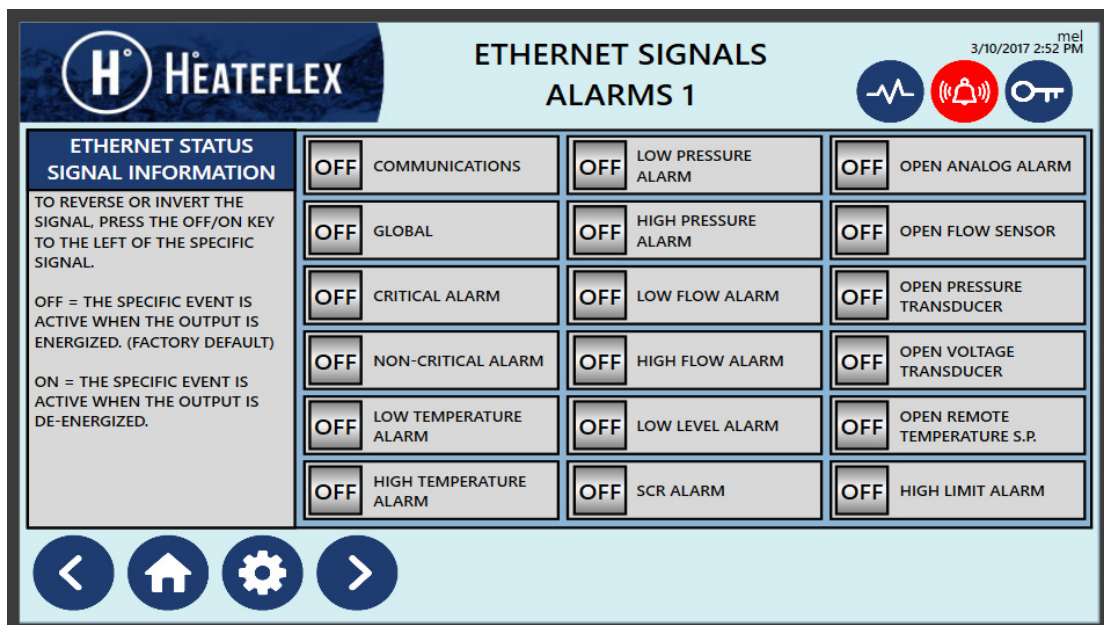 H° HEATEFLEX
ETHERNET SIGNALS
ALARMS 1
mel
3/10/2017 2:52 PM
ETHERNET STATUS
SIGNAL INFORMATION
TO REVERSE OR INVERT THE
SIGNAL, PRESS THE OFF/ON KEY
TO THE LEFT OF THE SPECIFIC
SIGNAL.
OFF = THE SPECIFIC EVENT IS
ACTIVE WHEN THE OUTPUT IS
ENERGIZED. (FACTORY DEFAULT)
ON = THE SPECIFIC EVENT IS
ACTIVE WHEN THE OUTPUT IS
DE-ENERGIZED.
OFF COMMUNICATIONS
OFF GLOBAL
OFF CRITICAL ALARM
OFF NON-CRITICAL ALARM
OFF LOW TEMPERATURE
ALARM
OFF HIGH TEMPERATURE
ALARM
OFF LOW PRESSURE
ALARM
OFF HIGH PRESSURE
ALARM
OFF LOW FLOW ALARM
OFF HIGH FLOW ALARM
OFF LOW LEVEL ALARM
OFF SCR ALARM
OFF OPEN ANALOG ALARM
OFF OPEN FLOW SENSOR
OFF OPEN PRESSURE
TRANSDUCER
OFF OPEN VOLTAGE
TRANSDUCER
OFF OPEN REMOTE
TEMPERATURE S.P.
OFF HIGH LIMIT ALARM